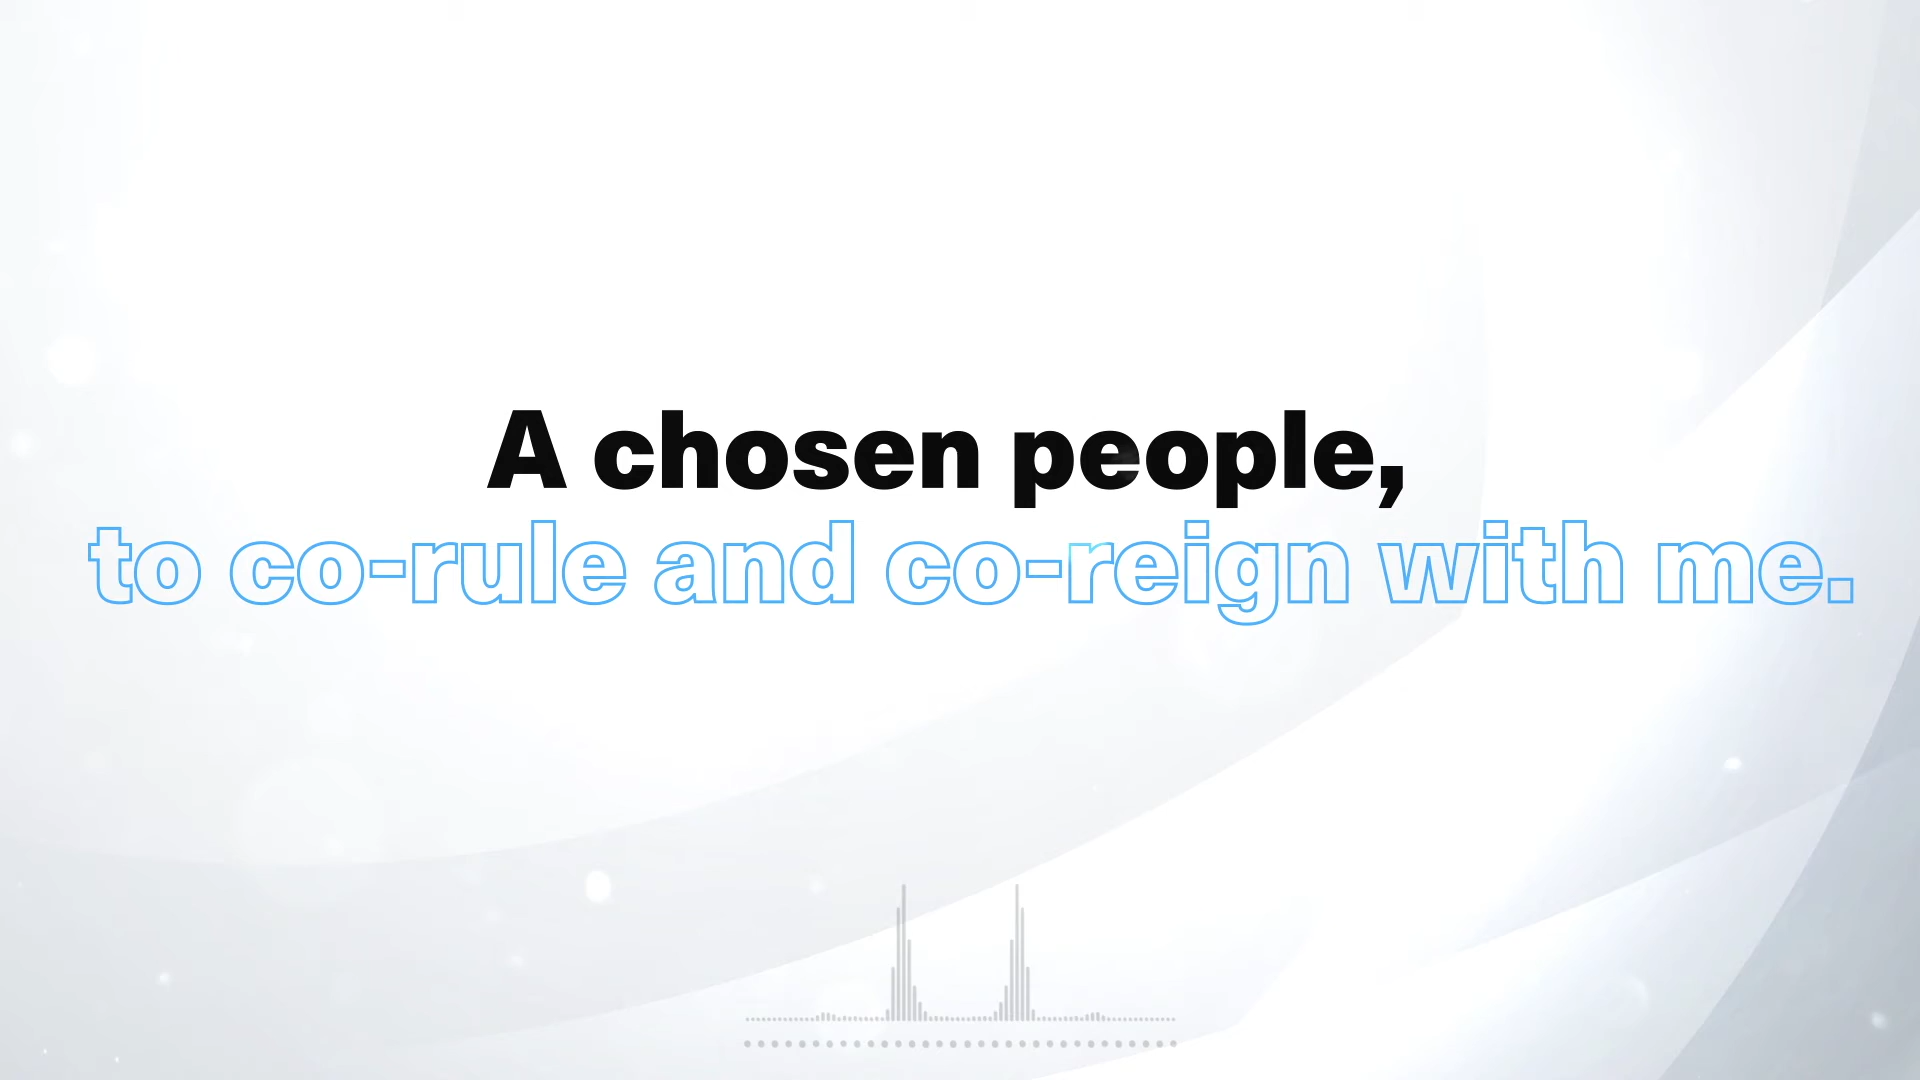 A chosen people,
to co-rule and co-reign with me.